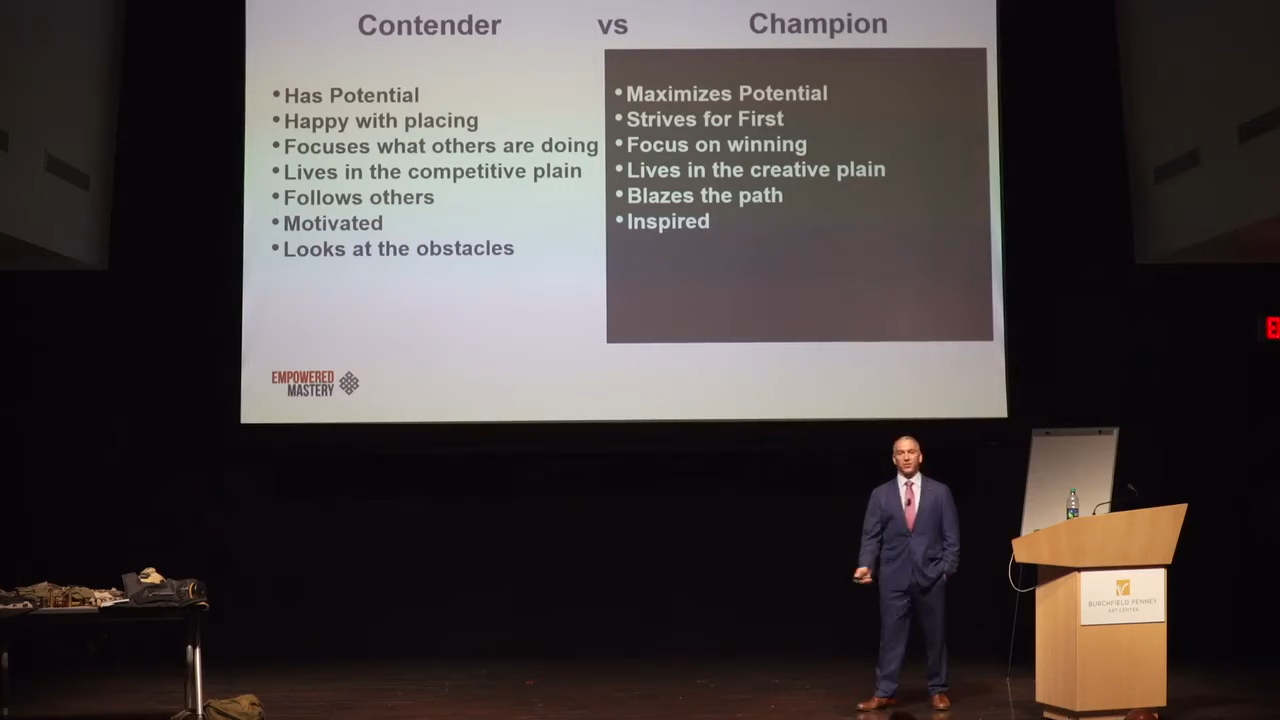 Contender vs Champion
• Has Potential
• Happy with placing
• Focuses what others are doing
• Lives in the competitive plain
• Follows others
• Motivated
• Looks at the obstacles
• Maximizes Potential
• Strives for First
• Focus on winning
• Lives in the creative plain
• Blazes the path
• Inspired
EMPOWERED
MASTERY
E
BURCHFIELD PENNEY
ART CENTER